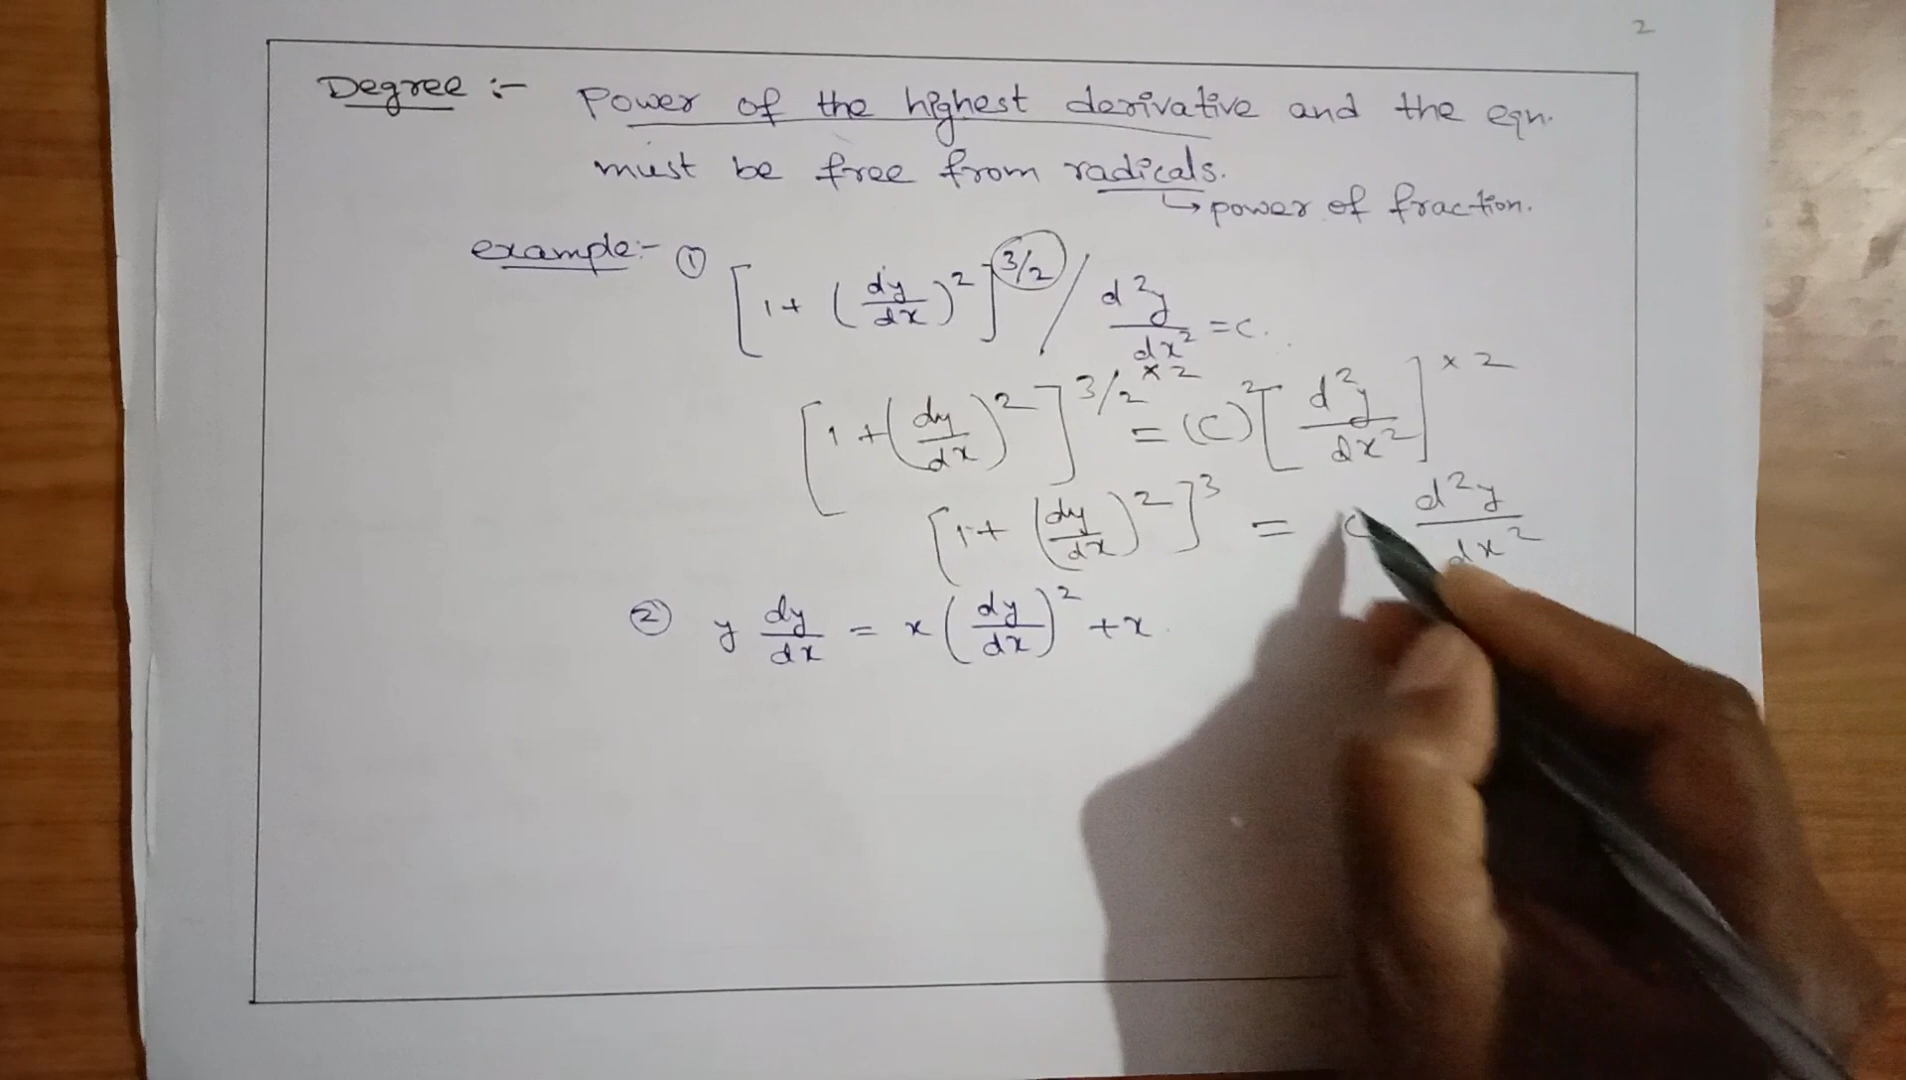 2
Degree :- Power of the highest derivative and the eqn.
must be free from radicals.
↳ power of fraction.
example:- ① [1+ (dy/dx)²]^3/2 / d²y/dx² = c.
[1 + (dy/dx)²]^3/2 × 2 = (C)² [d²y/dx²]^× 2
[1+ (dy/dx)²]³ = C d²y/dx²
② y dy/dx = x (dy/dx)² + x